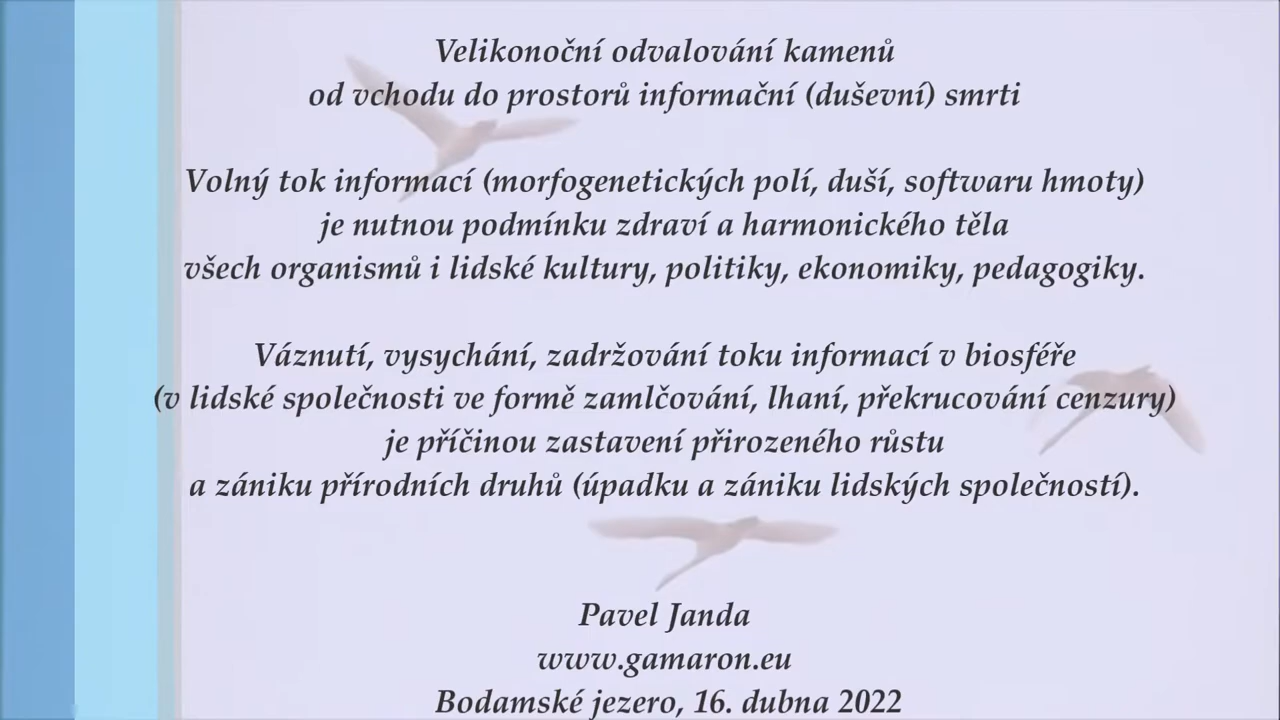 Velikonoční odvalování kamenů
od vchodu do prostorů informační (duševní) smrti
Volný tok informací (morfogenetických polí, duší, softwaru hmoty)
je nutnou podmínku zdraví a harmonického těla
všech organismů i lidské kultury, politiky, ekonomiky, pedagogiky.
Váznutí, vysychání, zadržování toku informací v biosféře
(v lidské společnosti ve formě zamlčování, lhaní, překrucování cenzury)
je příčinou zastavení přirozeného růstu
a zániku přírodních druhů (úpadku a zániku lidských společností).
Pavel Janda
www.gamaron.eu
Bodamské jezero, 16. dubna 2022